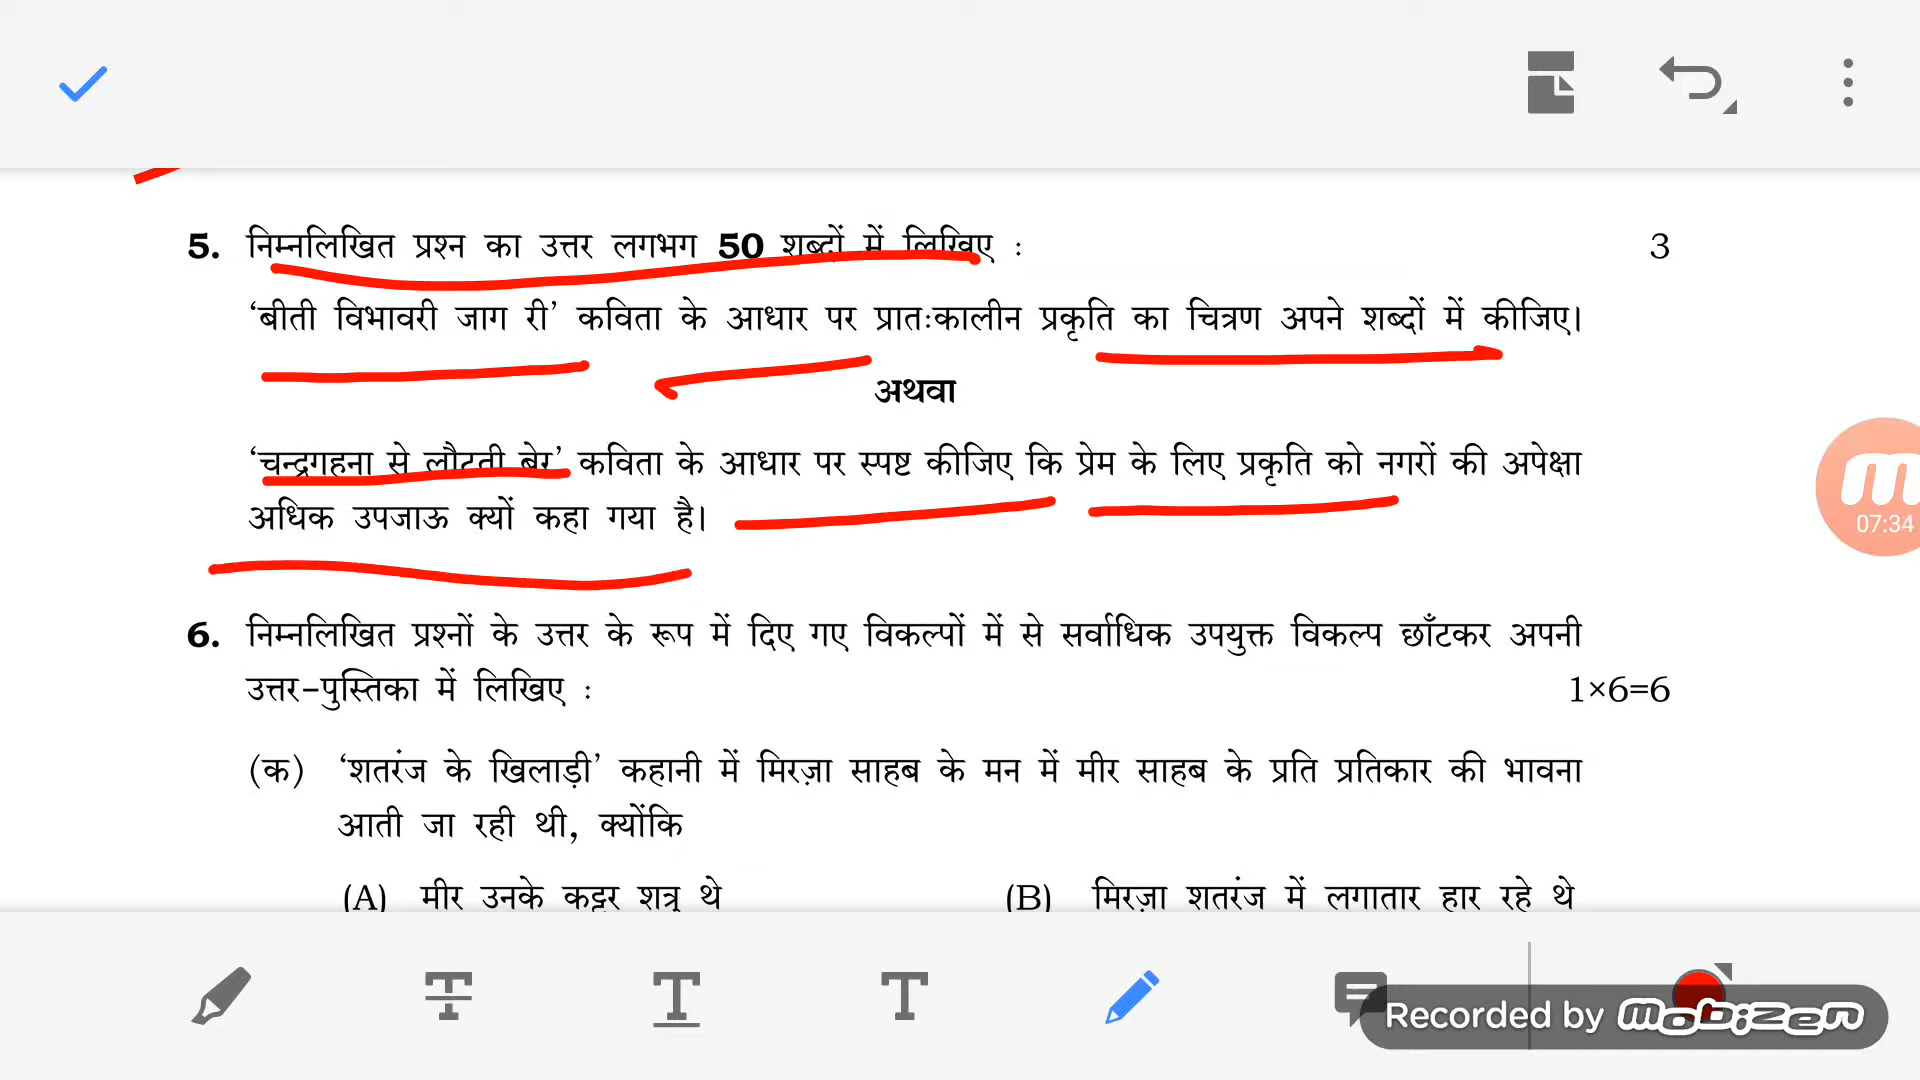 5. निम्नलिखित प्रश्न का उत्तर लगभग 50 शब्दों में लिखिए : 3
‘बीती विभावरी जाग री’ कविता के आधार पर प्रातःकालीन प्रकृति का चित्रण अपने शब्दों में कीजिए।
अथवा
‘चन्द्रगहना से लौटती बेर’ कविता के आधार पर स्पष्ट कीजिए कि प्रेम के लिए प्रकृति को नगरों की अपेक्षा
अधिक उपजाऊ क्यों कहा गया है।
07:34
6. निम्नलिखित प्रश्नों के उत्तर के रूप में दिए गए विकल्पों में से सर्वाधिक उपयुक्त विकल्प छाँटकर अपनी
उत्तर-पुस्तिका में लिखिए : 1×6=6
(क) ‘शतरंज के खिलाड़ी’ कहानी में मिरज़ा साहब के मन में मीर साहब के प्रति प्रतिकार की भावना
आती जा रही थी, क्योंकि
(A) मीर उनके कट्टर शत्रु थे (B) मिरज़ा शतरंज में लगातार हार रहे थे
Recorded by mobizen